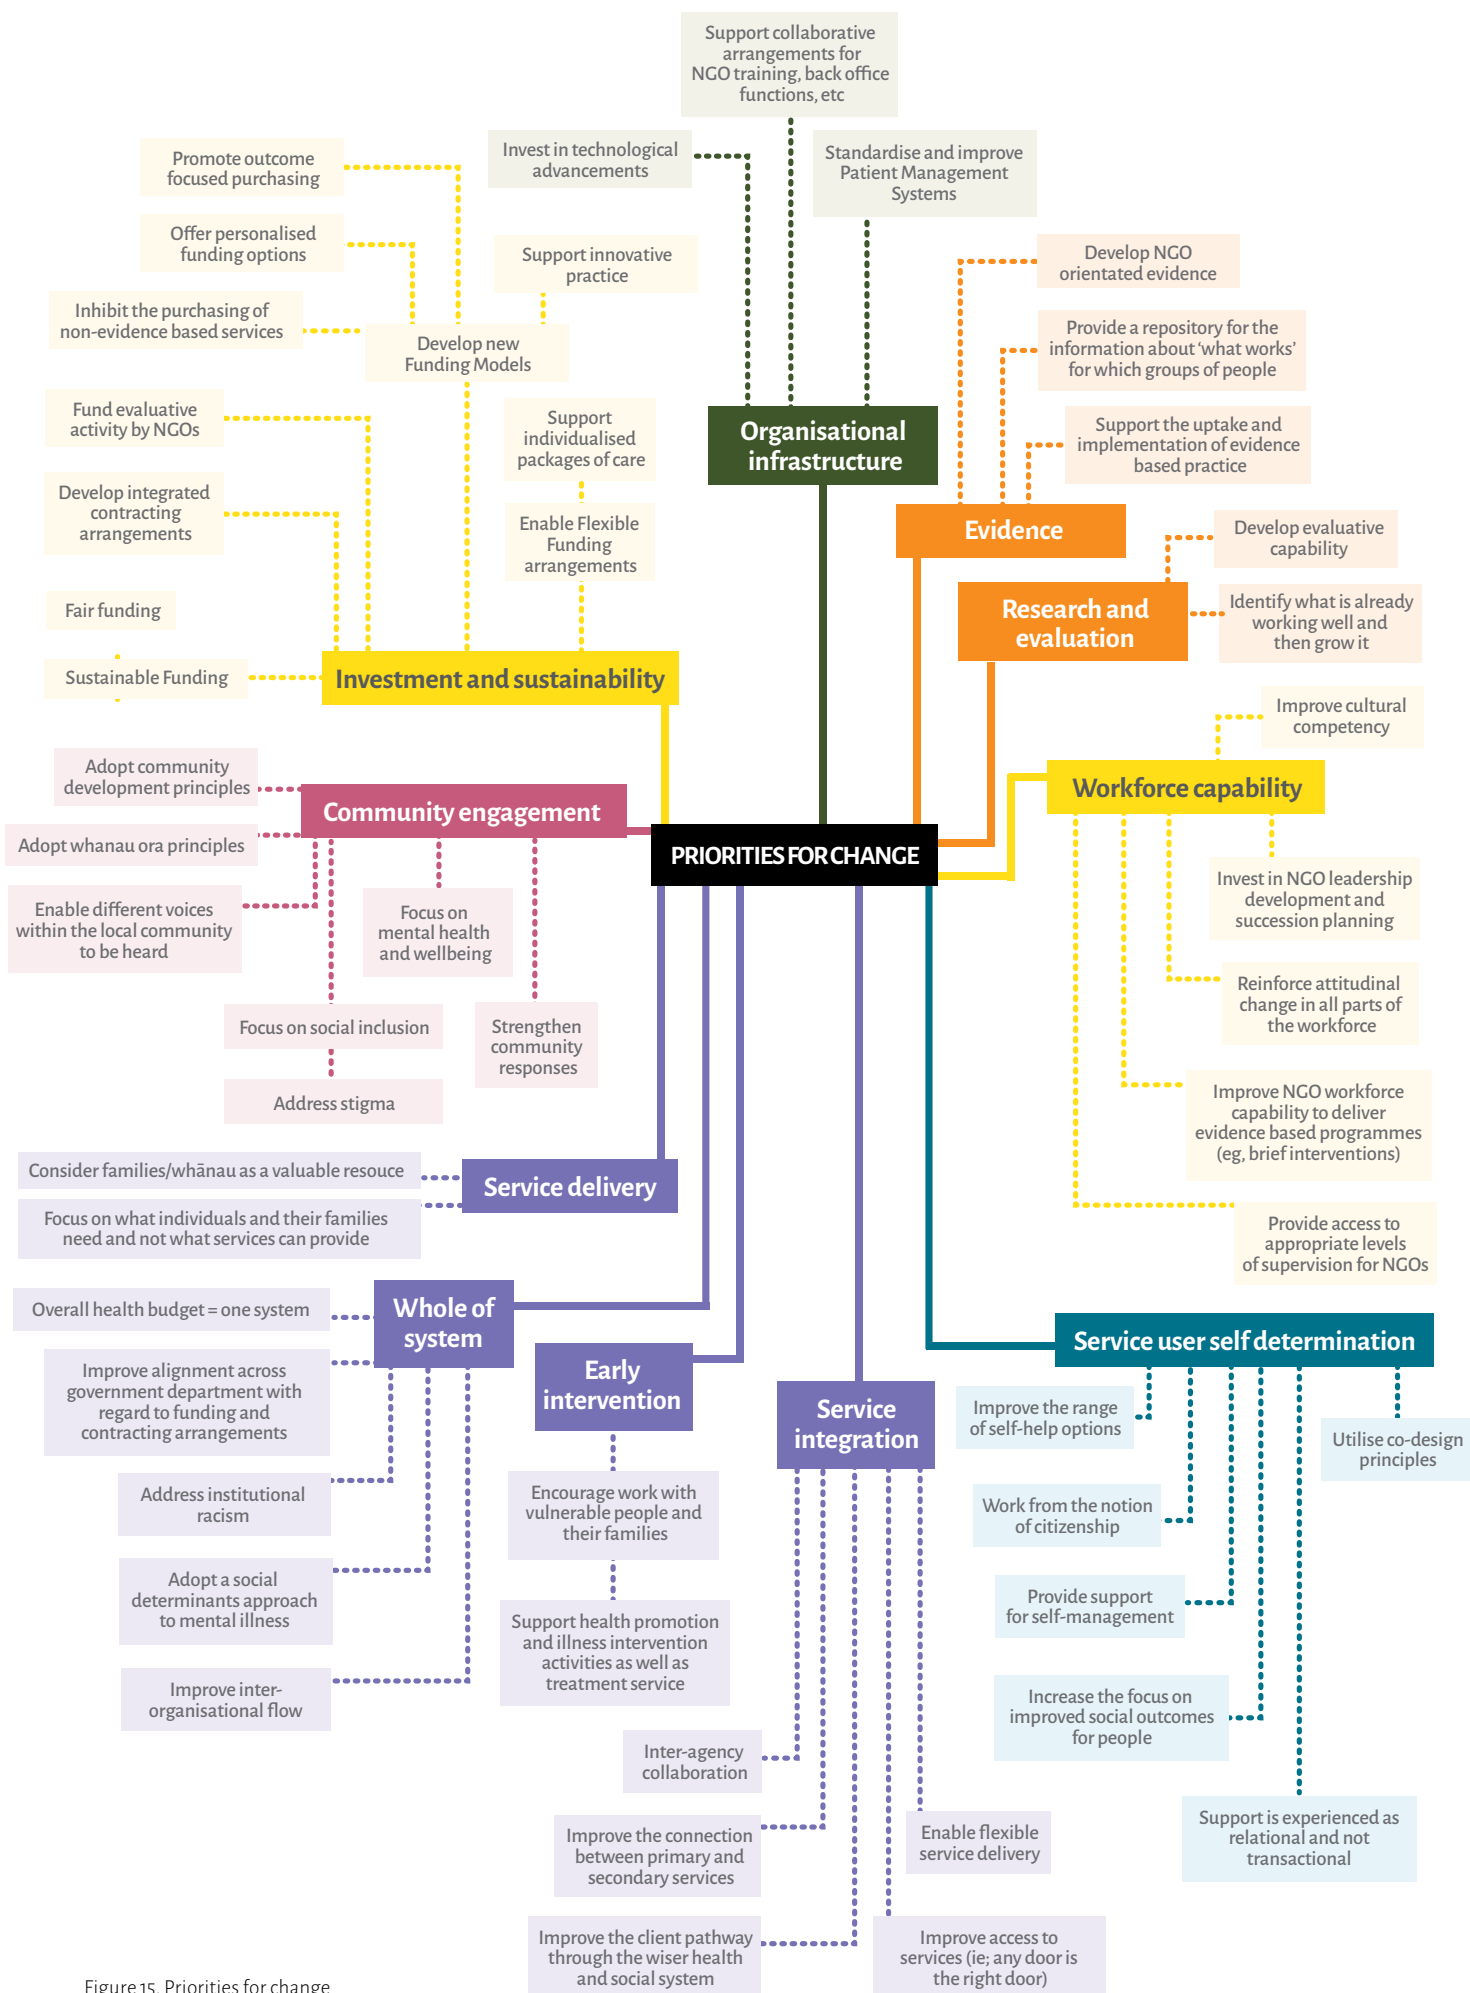 Support collaborative
arrangements for
NGO training, back office
functions, etc
Invest in technological
advancements
Standardise and improve
Patient Management
Systems
Promote outcome
focused purchasing
Offer personalised
funding options
Support innovative
practice
Inhibit the purchasing of
non-evidence based services
Develop new
Funding Models
Fund evaluative
activity by NGOs
Support
individualised
packages of care
Develop integrated
contracting
arrangements
Enable Flexible
Funding
arrangements
Fair funding
Sustainable Funding
Investment and sustainability
Organisational
infrastructure
Develop NGO
orientated evidence
Provide a repository for the
information about ‘what works’
for which groups of people
Support the uptake and
implementation of evidence
based practice
Evidence
Develop evaluative
capability
Research and
evaluation
Identify what is already
working well and
then grow it
Improve cultural
competency
Workforce capability
Adopt community
development principles
Community engagement
Adopt whanau ora principles
PRIORITIES FOR CHANGE
Enable different voices
within the local community
to be heard
Focus on
mental health
and wellbeing
Focus on social inclusion
Strengthen
community
responses
Address stigma
Invest in NGO leadership
development and
succession planning
Reinforce attitudinal
change in all parts of
the workforce
Improve NGO workforce
capability to deliver
evidence based programmes
(eg, brief interventions)
Provide access to
appropriate levels
of supervision for NGOs
Consider families/whānau as a valuable resouce
Service delivery
Focus on what individuals and their families
need and not what services can provide
Overall health budget = one system
Whole of
system
Improve alignment across
government department with
regard to funding and
contracting arrangements
Address institutional
racism
Adopt a social
determinants approach
to mental illness
Improve inter-
organisational flow
Early
intervention
Encourage work with
vulnerable people and
their families
Support health promotion
and illness intervention
activities as well as
treatment service
Service
integration
Inter-agency
collaboration
Improve the connection
between primary and
secondary services
Enable flexible
service delivery
Improve the client pathway
through the wiser health
and social system
Improve access to
services (ie; any door is
the right door)
Service user self determination
Improve the range
of self-help options
Utilise co-design
principles
Work from the notion
of citizenship
Provide support
for self-management
Increase the focus on
improved social outcomes
for people
Support is experienced as
relational and not
transactional
Figure 15. Priorities for change